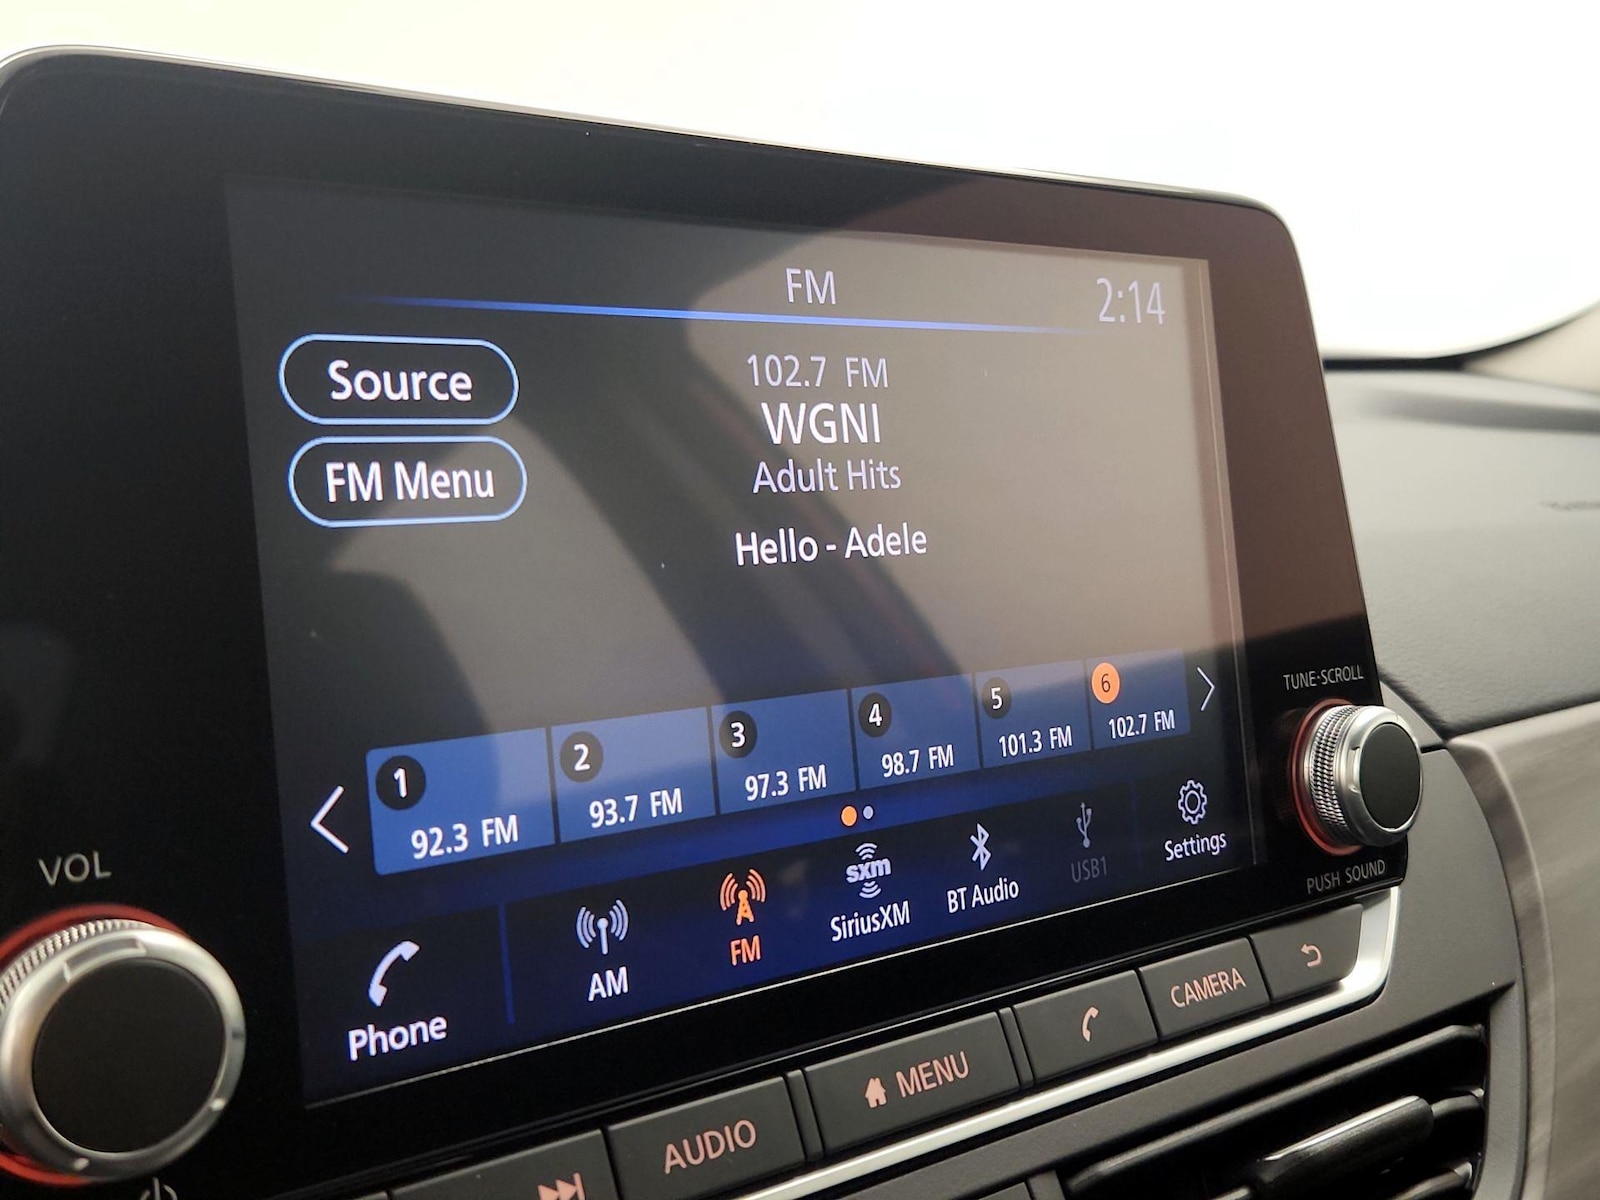 FM
2:14
Source
102.7 FM
WGNI
FM Menu
Adult Hits
Hello - Adele
TUNE·SCROLL
1
92.3 FM
2
93.7 FM
3
97.3 FM
4
98.7 FM
5
101.3 FM
6
102.7 FM
VOL
Phone
AM
FM
sxm
SiriusXM
BT Audio
USB1
Settings
PUSH SOUND
AUDIO
MENU
CAMERA